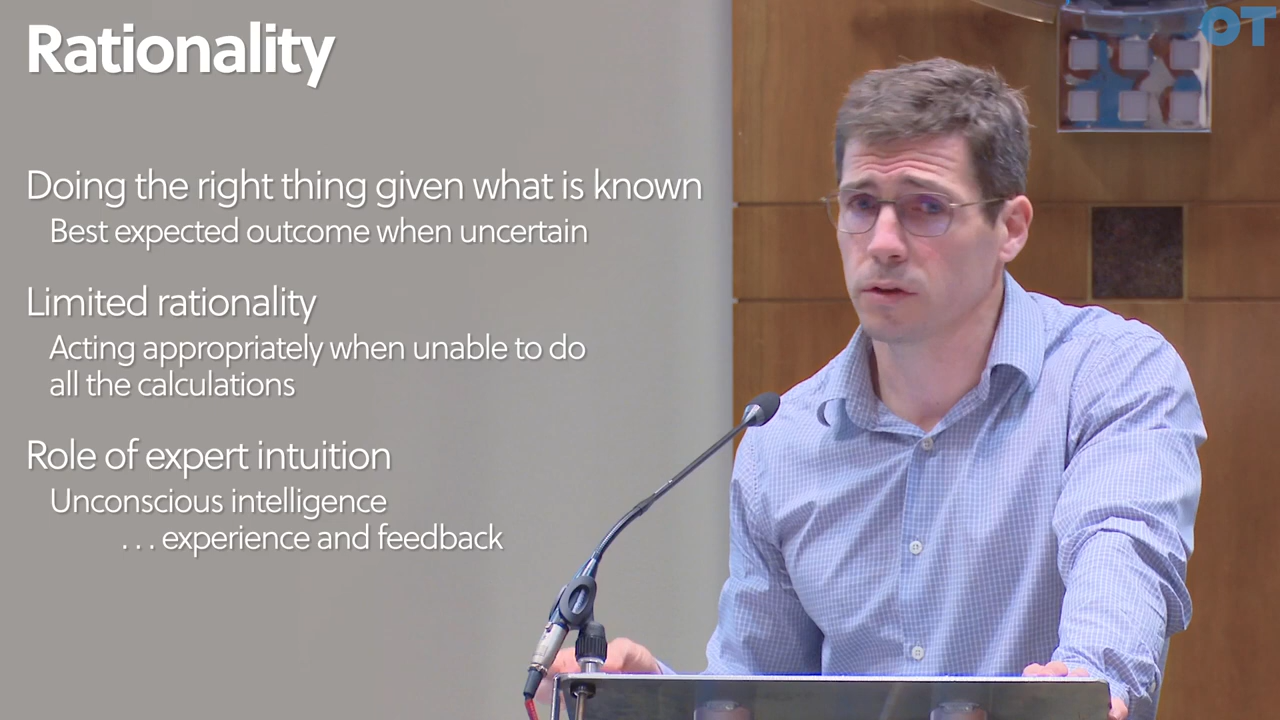 OT
Rationality
Doing the right thing given what is known
Best expected outcome when uncertain
Limited rationality
Acting appropriately when unable to do
all the calculations
Role of expert intuition
Unconscious intelligence
. . . experience and feedback